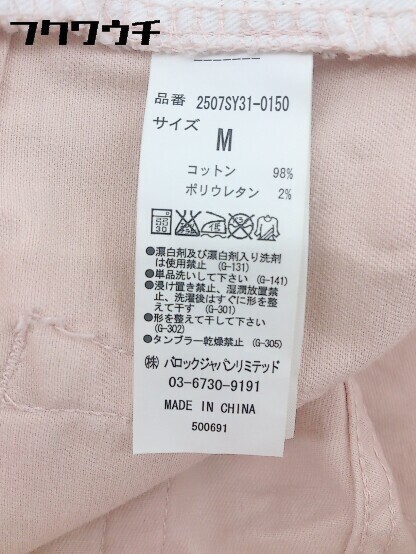 フクワウチ
品番 2507SY31-0150
サイズ
M
コットン 98%
ポリウレタン 2%
●漂白剤及び漂白剤入り洗剤
は使用禁止 (G-131)
●単品洗いして下さい (G-141)
●浸け置き禁止、湿潤放置禁
止、洗濯後はすぐに形を整
えて干す (G-301)
●形を整えて干して下さい
(G-302)
●タンブラー乾燥禁止 (G-305)
(株) バロックジャパンリミテッド
03-6730-9191
MADE IN CHINA
500691